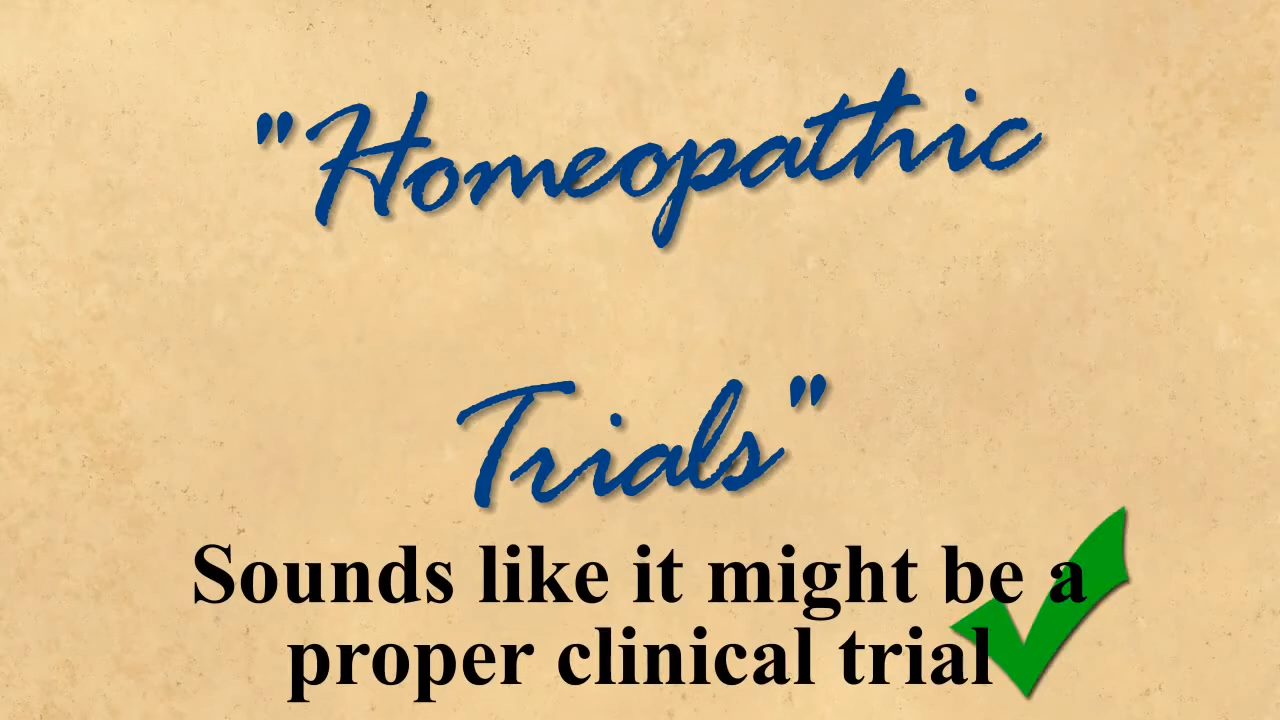 "Homeopathic
Trials"
Sounds like it might be a
proper clinical trial